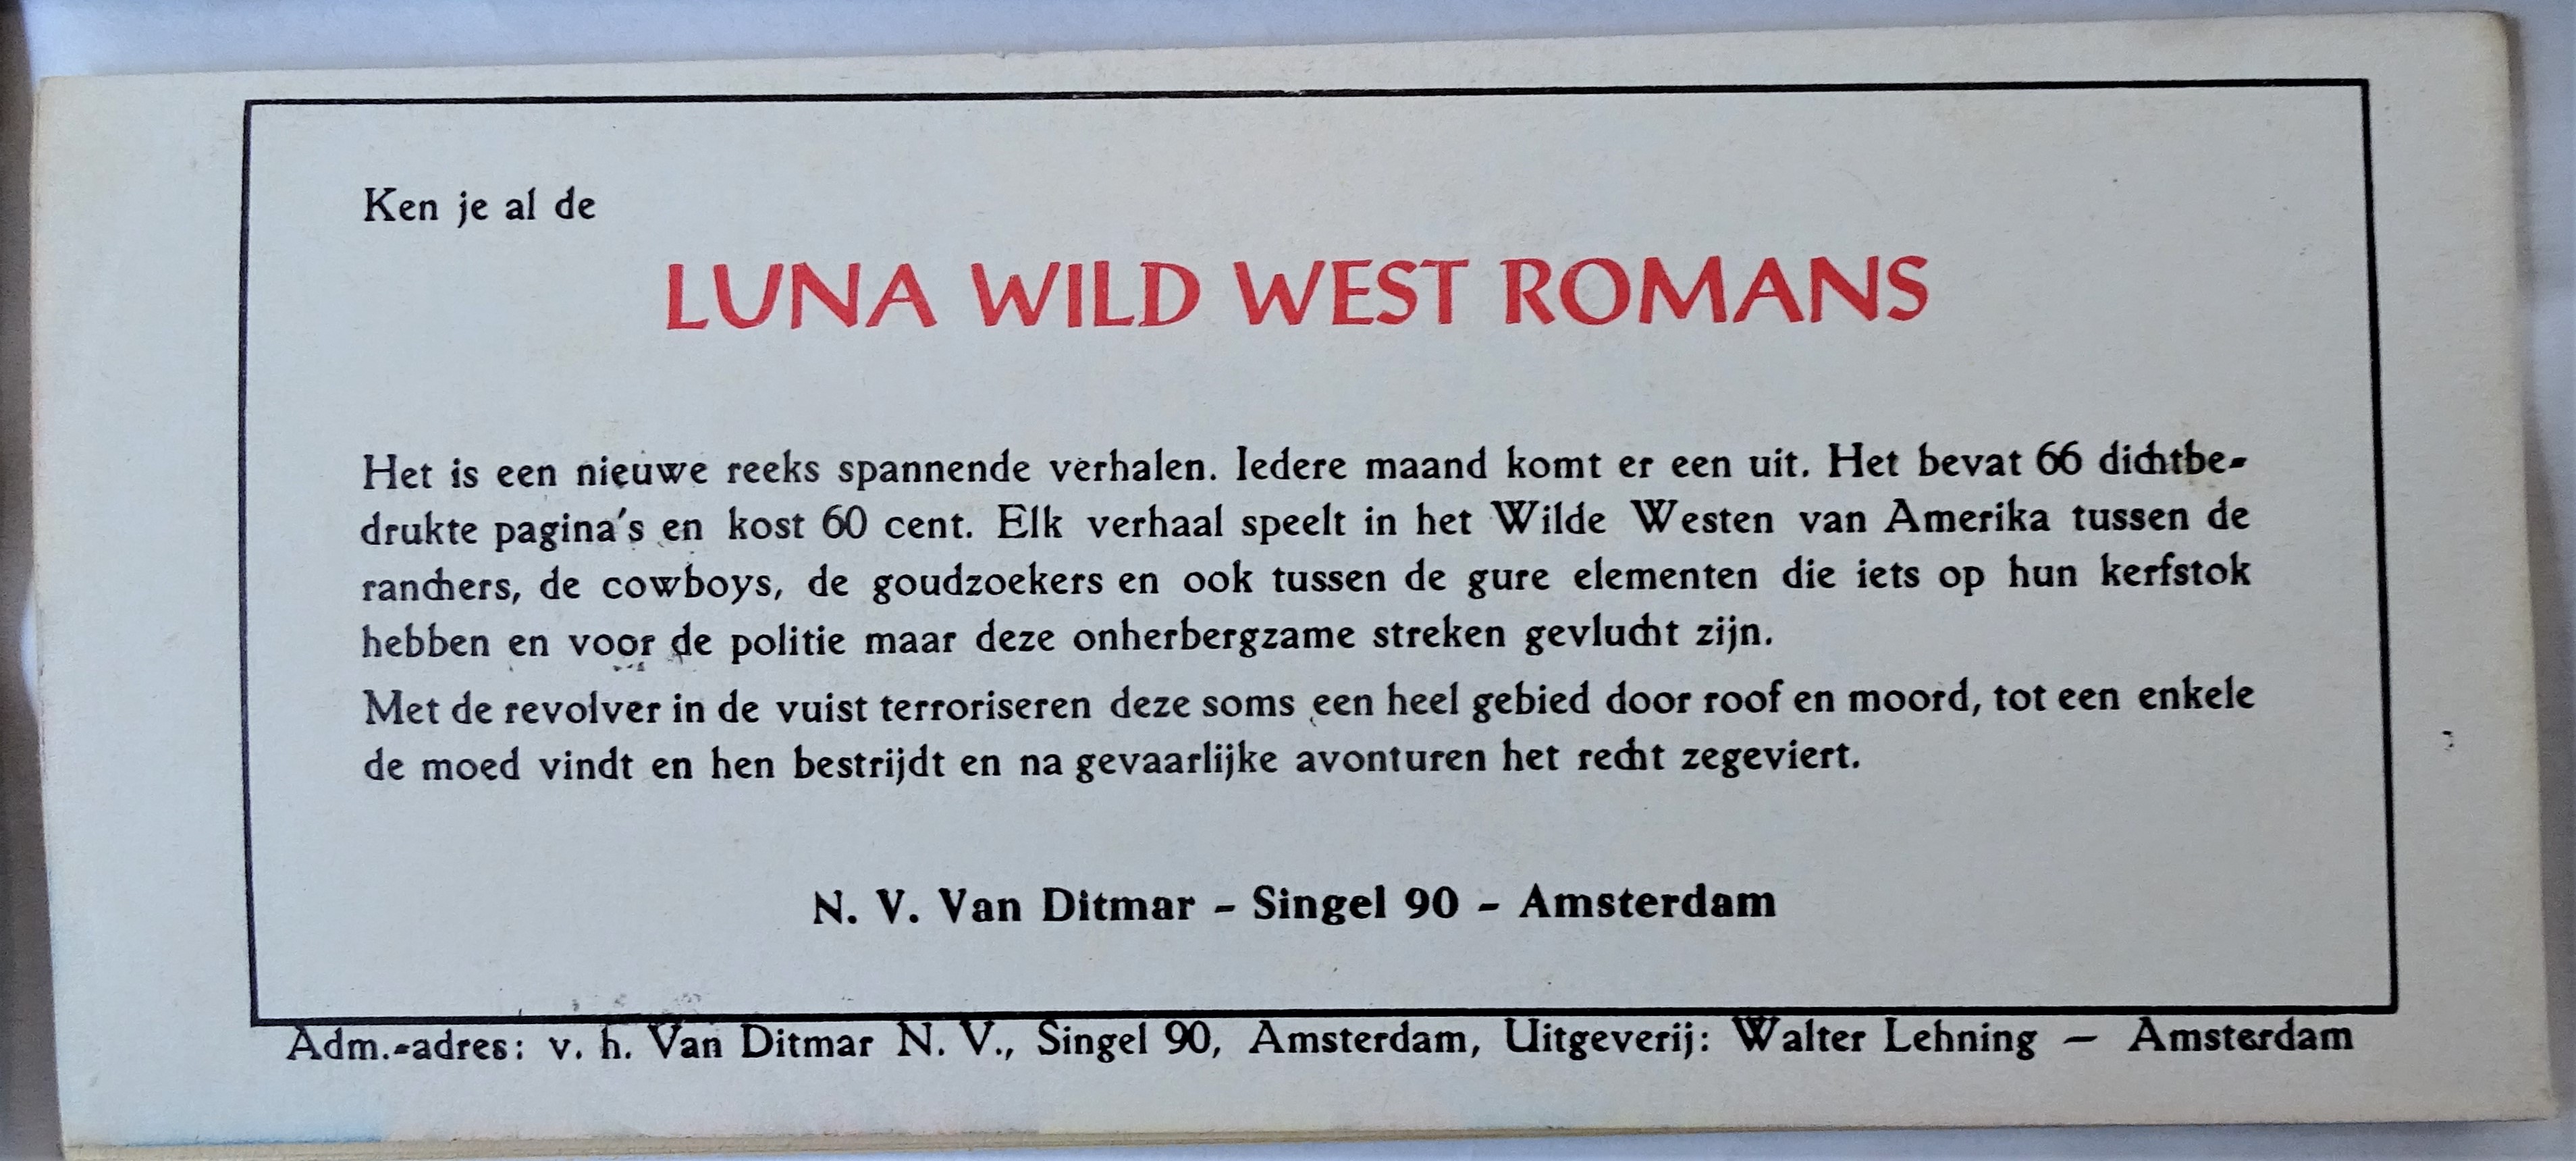 Ken je al de
LUNA WILD WEST ROMANS
Het is een nieuwe reeks spannende verhalen. Iedere maand komt er een uit. Het bevat 66 dichtbe-
drukte pagina's en kost 60 cent. Elk verhaal speelt in het Wilde Westen van Amerika tussen de
ranchers, de cowboys, de goudzoekers en ook tussen de gure elementen die iets op hun kerfstok
hebben en voor de politie maar deze onherbergzame streken gevlucht zijn.
Met de revolver in de vuist terroriseren deze soms een heel gebied door roof en moord, tot een enkele
de moed vindt en hen bestrijdt en na gevaarlijke avonturen het recht zegeviert.
N. V. Van Ditmar - Singel 90 - Amsterdam
Adm.-adres: v. h. Van Ditmar N. V., Singel 90, Amsterdam, Uitgeverij: Walter Lehning — Amsterdam